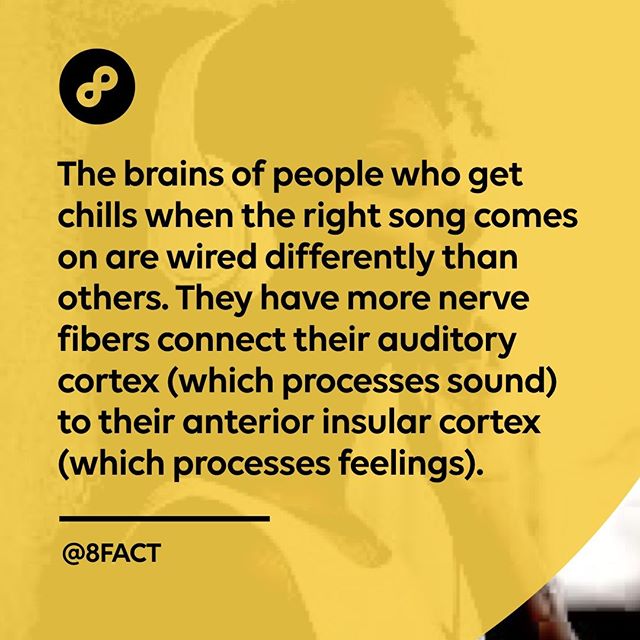 The brains of people who get
chills when the right song comes
on are wired differently than
others. They have more nerve
fibers connect their auditory
cortex (which processes sound)
to their anterior insular cortex
(which processes feelings).
@8FACT